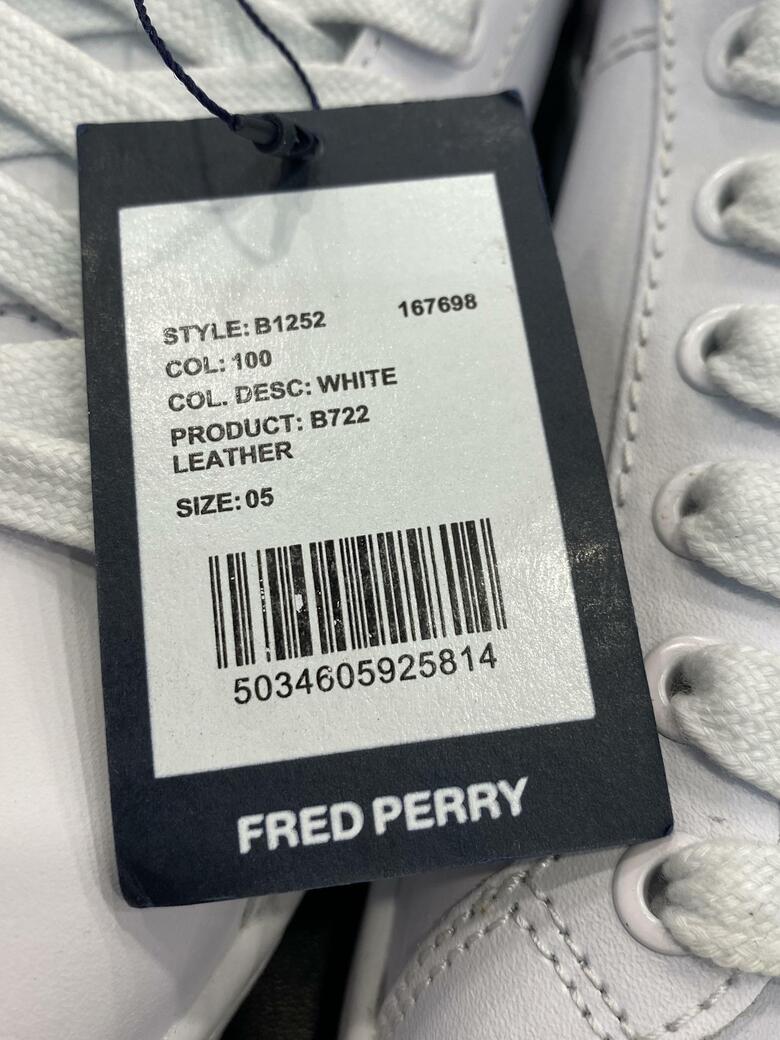 STYLE: B1252 167698
COL: 100
COL. DESC: WHITE
PRODUCT: B722
LEATHER
SIZE: 05
5034605925814
FRED PERRY